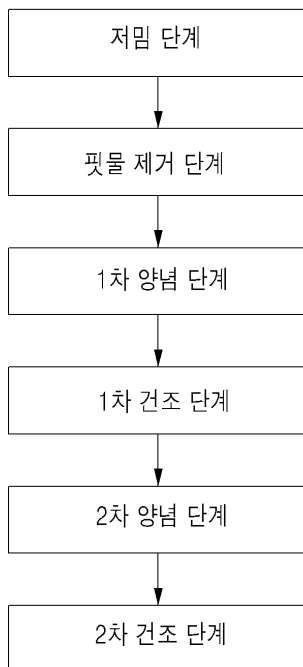 저밈 단계
핏물 제거 단계
1차 양념 단계
1차 건조 단계
2차 양념 단계
2차 건조 단계